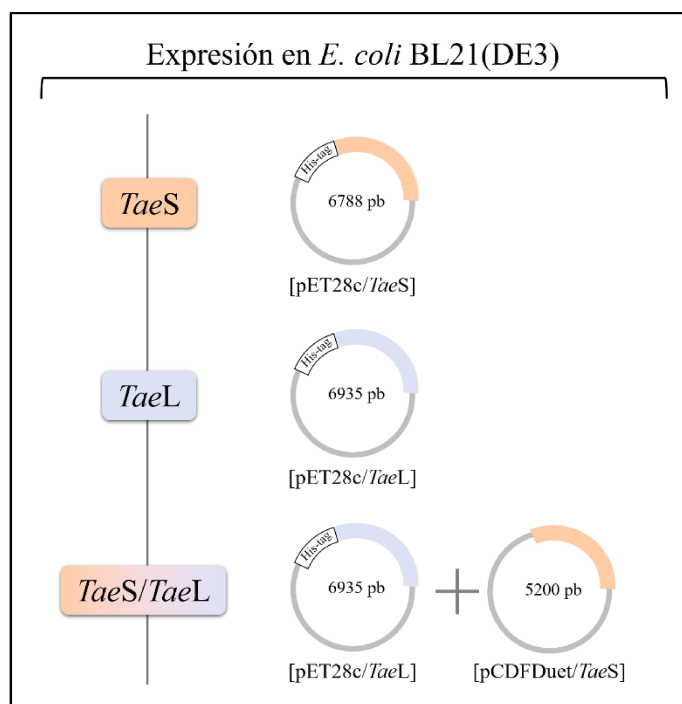 Expresión en E. coli BL21(DE3)
TaeS
His-tag
6788 pb
[pET28c/TaeS]
TaeL
His-tag
6935 pb
[pET28c/TaeL]
TaeS/TaeL
His-tag
6935 pb
+
5200 pb
[pET28c/TaeL]
[pCDFDuet/TaeS]